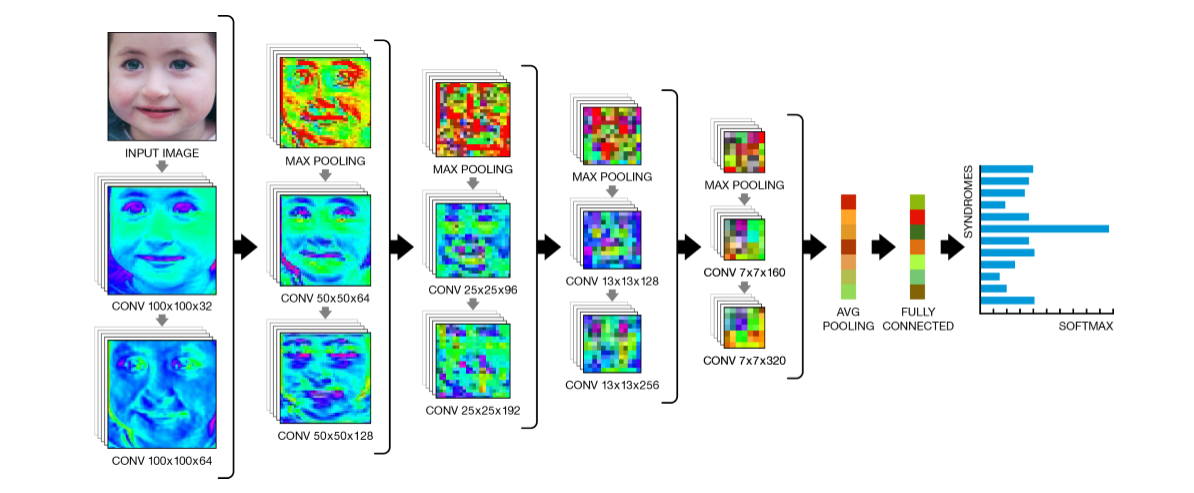 INPUT IMAGE
CONV 100x100x32
CONV 100x100x64
MAX POOLING
CONV 50x50x64
CONV 50x50x128
MAX POOLING
CONV 25x25x96
CONV 25x25x192
MAX POOLING
CONV 13x13x128
CONV 13x13x256
MAX POOLING
CONV 7x7x160
CONV 7x7x320
AVG
POOLING
FULLY
CONNECTED
SYNDROMES
SOFTMAX